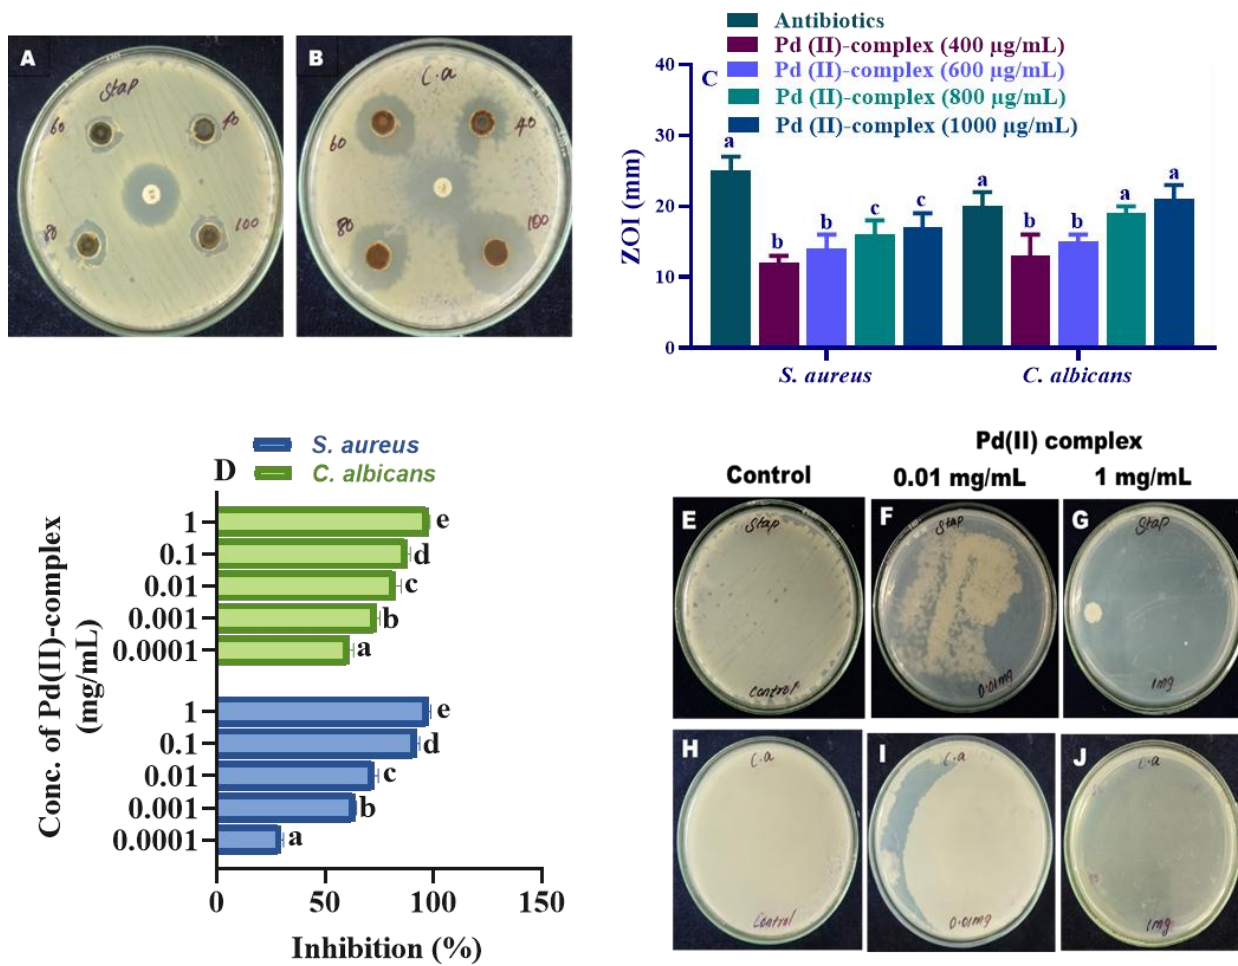 A
Stap
60
40
80
100
B
C.a
60
40
80
100
Antibiotics
Pd (II)-complex (400 µg/mL)
Pd (II)-complex (600 µg/mL)
Pd (II)-complex (800 µg/mL)
Pd (II)-complex (1000 µg/mL)
C
40
30
20
10
0
ZOI (mm)
a
b
b
c
c
a
b
b
a
a
S. aureus
C. albicans
S. aureus
C. albicans
D
1
e
0.1
d
0.01
c
0.001
b
0.0001
a
1
e
0.1
d
0.01
c
0.001
b
0.0001
a
Conc. of Pd(II)-complex
(mg/mL)
0
50
100
150
Inhibition (%)
Pd(II) complex
Control
0.01 mg/mL
1 mg/mL
E
Stap
Control
F
Stap
0.01mg
G
Stap
1mg
H
C.a
Control
I
C.a
0.01mg
J
C.a
1mg